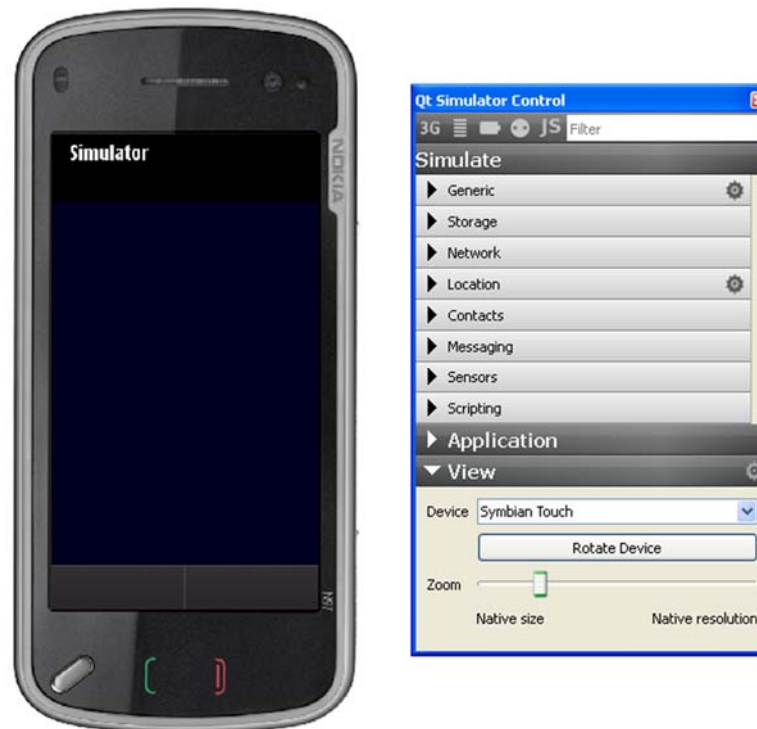 Simulator
NOKIA
N97
Qt Simulator Control
3G JS Filter
Simulate
Generic
Storage
Network
Location
Contacts
Messaging
Sensors
Scripting
Application
View
Device Symbian Touch
Rotate Device
Zoom
Native size Native resolution